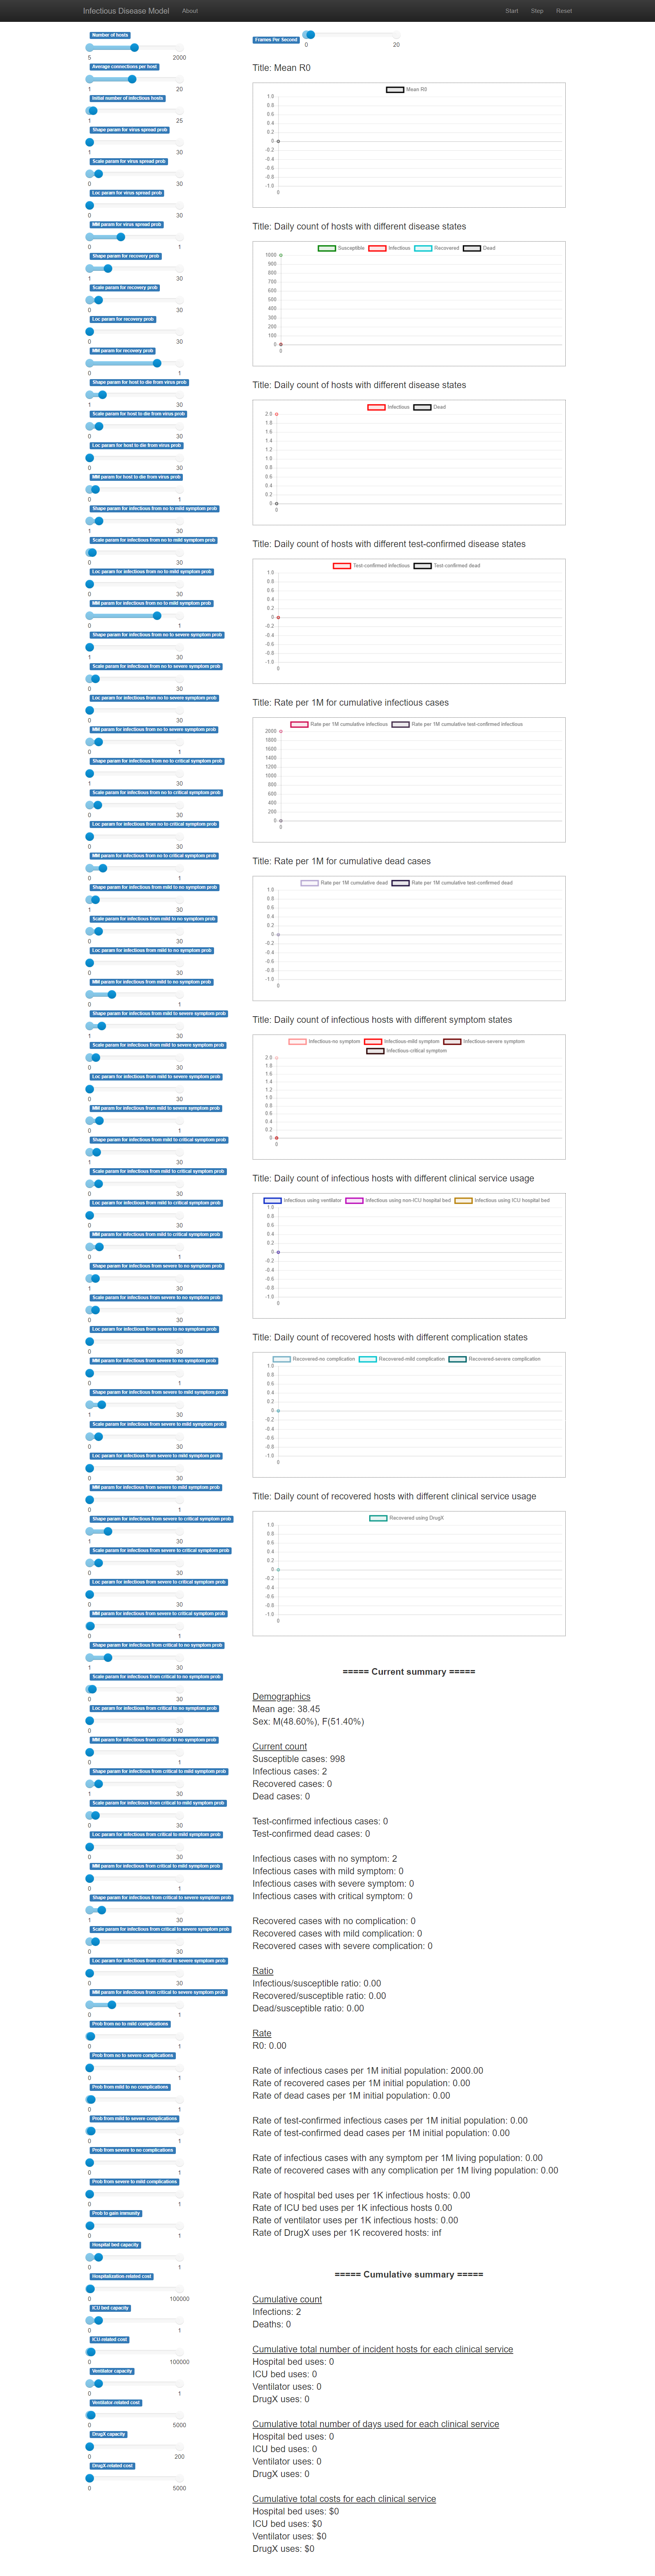 Infectious Disease Model About Start Step Reset
Number of hosts
5 2000
Average connections per host
1 20
Initial number of infectious hosts
1 25
Shape param for virus spread prob
1 30
Scale param for virus spread prob
0 30
Loc param for virus spread prob
0 30
MM param for virus spread prob
0 1
Shape param for recovery prob
1 30
Scale param for recovery prob
0 30
Loc param for recovery prob
0 30
MM param for recovery prob
0 1
Shape param for host to die from virus prob
1 30
Scale param for host to die from virus prob
0 30
Loc param for host to die from virus prob
0 30
MM param for host to die from virus prob
0 1
Shape param for infectious from no to mild symptom prob
1 30
Scale param for infectious from no to mild symptom prob
0 30
Loc param for infectious from no to mild symptom prob
0 30
MM param for infectious from no to mild symptom prob
0 1
Shape param for infectious from no to severe symptom prob
1 30
Scale param for infectious from no to severe symptom prob
0 30
Loc param for infectious from no to severe symptom prob
0 30
MM param for infectious from no to severe symptom prob
0 1
Shape param for infectious from no to critical symptom prob
1 30
Scale param for infectious from no to critical symptom prob
0 30
Loc param for infectious from no to critical symptom prob
0 30
MM param for infectious from no to critical symptom prob
0 1
Shape param for infectious from mild to no symptom prob
1 30
Scale param for infectious from mild to no symptom prob
0 30
Loc param for infectious from mild to no symptom prob
0 30
MM param for infectious from mild to no symptom prob
0 1
Shape param for infectious from mild to severe symptom prob
1 30
Scale param for infectious from mild to severe symptom prob
0 30
Loc param for infectious from mild to severe symptom prob
0 30
MM param for infectious from mild to severe symptom prob
0 1
Shape param for infectious from mild to critical symptom prob
1 30
Scale param for infectious from mild to critical symptom prob
0 30
Loc param for infectious from mild to critical symptom prob
0 30
MM param for infectious from mild to critical symptom prob
0 1
Shape param for infectious from severe to no symptom prob
1 30
Scale param for infectious from severe to no symptom prob
0 30
Loc param for infectious from severe to no symptom prob
0 30
MM param for infectious from severe to no symptom prob
0 1
Shape param for infectious from severe to mild symptom prob
1 30
Scale param for infectious from severe to mild symptom prob
0 30
Loc param for infectious from severe to mild symptom prob
0 30
MM param for infectious from severe to mild symptom prob
0 1
Shape param for infectious from severe to critical symptom prob
1 30
Scale param for infectious from severe to critical symptom prob
0 30
Loc param for infectious from severe to critical symptom prob
0 30
MM param for infectious from severe to critical symptom prob
0 1
Shape param for infectious from critical to no symptom prob
1 30
Scale param for infectious from critical to no symptom prob
0 30
Loc param for infectious from critical to no symptom prob
0 30
MM param for infectious from critical to no symptom prob
0 1
Shape param for infectious from critical to mild symptom prob
1 30
Scale param for infectious from critical to mild symptom prob
0 30
Loc param for infectious from critical to mild symptom prob
0 30
MM param for infectious from critical to mild symptom prob
0 1
Shape param for infectious from critical to severe symptom prob
1 30
Scale param for infectious from critical to severe symptom prob
0 30
Loc param for infectious from critical to severe symptom prob
0 30
MM param for infectious from critical to severe symptom prob
0 1
Prob from no to mild complications
0 1
Prob from no to severe complications
0 1
Prob from mild to no complications
0 1
Prob from mild to severe complications
0 1
Prob from severe to no complications
0 1
Prob from severe to mild complications
0 1
Prob to gain immunity
0 1
Hospital bed capacity
0 1
Hospitalization-related cost
0 100000
ICU bed capacity
0 1
ICU-related cost
0 100000
Ventilator capacity
0 1
Ventilator-related cost
0 5000
DrugX capacity
0 200
DrugX-related cost
0 5000
Frames Per Second
0 20
Title: Mean R0
Mean R0
1.0
0.8
0.6
0.4
0.2
0
-0.2
-0.4
-0.6
-0.8
-1.0
0
Title: Daily count of hosts with different disease states
Susceptible Infectious Recovered Dead
1000
900
800
700
600
500
400
300
200
100
0
0
Title: Daily count of hosts with different disease states
Infectious Dead
2.0
1.8
1.6
1.4
1.2
1.0
0.8
0.6
0.4
0.2
0
0
Title: Daily count of hosts with different test-confirmed disease states
Test-confirmed infectious Test-confirmed dead
1.0
0.8
0.6
0.4
0.2
0
-0.2
-0.4
-0.6
-0.8
-1.0
0
Title: Rate per 1M for cumulative infectious cases
Rate per 1M cumulative infectious Rate per 1M cumulative test-confirmed infectious
2000
1800
1600
1400
1200
1000
800
600
400
200
0
0
Title: Rate per 1M for cumulative dead cases
Rate per 1M cumulative dead Rate per 1M cumulative test-confirmed dead
1.0
0.8
0.6
0.4
0.2
0
-0.2
-0.4
-0.6
-0.8
-1.0
0
Title: Daily count of infectious hosts with different symptom states
Infectious-no symptom Infectious-mild symptom Infectious-severe symptom
Infectious-critical symptom
2.0
1.8
1.6
1.4
1.2
1.0
0.8
0.6
0.4
0.2
0
0
Title: Daily count of infectious hosts with different clinical service usage
Infectious using ventilator Infectious using non-ICU hospital bed Infectious using ICU hospital bed
1.0
0.8
0.6
0.4
0.2
0
-0.2
-0.4
-0.6
-0.8
-1.0
0
Title: Daily count of recovered hosts with different complication states
Recovered-no complication Recovered-mild complication Recovered-severe complication
1.0
0.8
0.6
0.4
0.2
0
-0.2
-0.4
-0.6
-0.8
-1.0
0
Title: Daily count of recovered hosts with different clinical service usage
Recovered using DrugX
1.0
0.8
0.6
0.4
0.2
0
-0.2
-0.4
-0.6
-0.8
-1.0
0
===== Current summary =====
Demographics
Mean age: 38.45
Sex: M(48.60%), F(51.40%)
Current count
Susceptible cases: 998
Infectious cases: 2
Recovered cases: 0
Dead cases: 0
Test-confirmed infectious cases: 0
Test-confirmed dead cases: 0
Infectious cases with no symptom: 2
Infectious cases with mild symptom: 0
Infectious cases with severe symptom: 0
Infectious cases with critical symptom: 0
Recovered cases with no complication: 0
Recovered cases with mild complication: 0
Recovered cases with severe complication: 0
Ratio
Infectious/susceptible ratio: 0.00
Recovered/susceptible ratio: 0.00
Dead/susceptible ratio: 0.00
Rate
R0: 0.00
Rate of infectious cases per 1M initial population: 2000.00
Rate of recovered cases per 1M initial population: 0.00
Rate of dead cases per 1M initial population: 0.00
Rate of test-confirmed infectious cases per 1M initial population: 0.00
Rate of test-confirmed dead cases per 1M initial population: 0.00
Rate of infectious cases with any symptom per 1M living population: 0.00
Rate of recovered cases with any complication per 1M living population: 0.00
Rate of hospital bed uses per 1K infectious hosts: 0.00
Rate of ICU bed uses per 1K infectious hosts 0.00
Rate of ventilator uses per 1K infectious hosts: 0.00
Rate of DrugX uses per 1K recovered hosts: inf
===== Cumulative summary =====
Cumulative count
Infections: 2
Deaths: 0
Cumulative total number of incident hosts for each clinical service
Hospital bed uses: 0
ICU bed uses: 0
Ventilator uses: 0
DrugX uses: 0
Cumulative total number of days used for each clinical service
Hospital bed uses: 0
ICU bed uses: 0
Ventilator uses: 0
DrugX uses: 0
Cumulative total costs for each clinical service
Hospital bed uses: $0
ICU bed uses: $0
Ventilator uses: $0
DrugX uses: $0